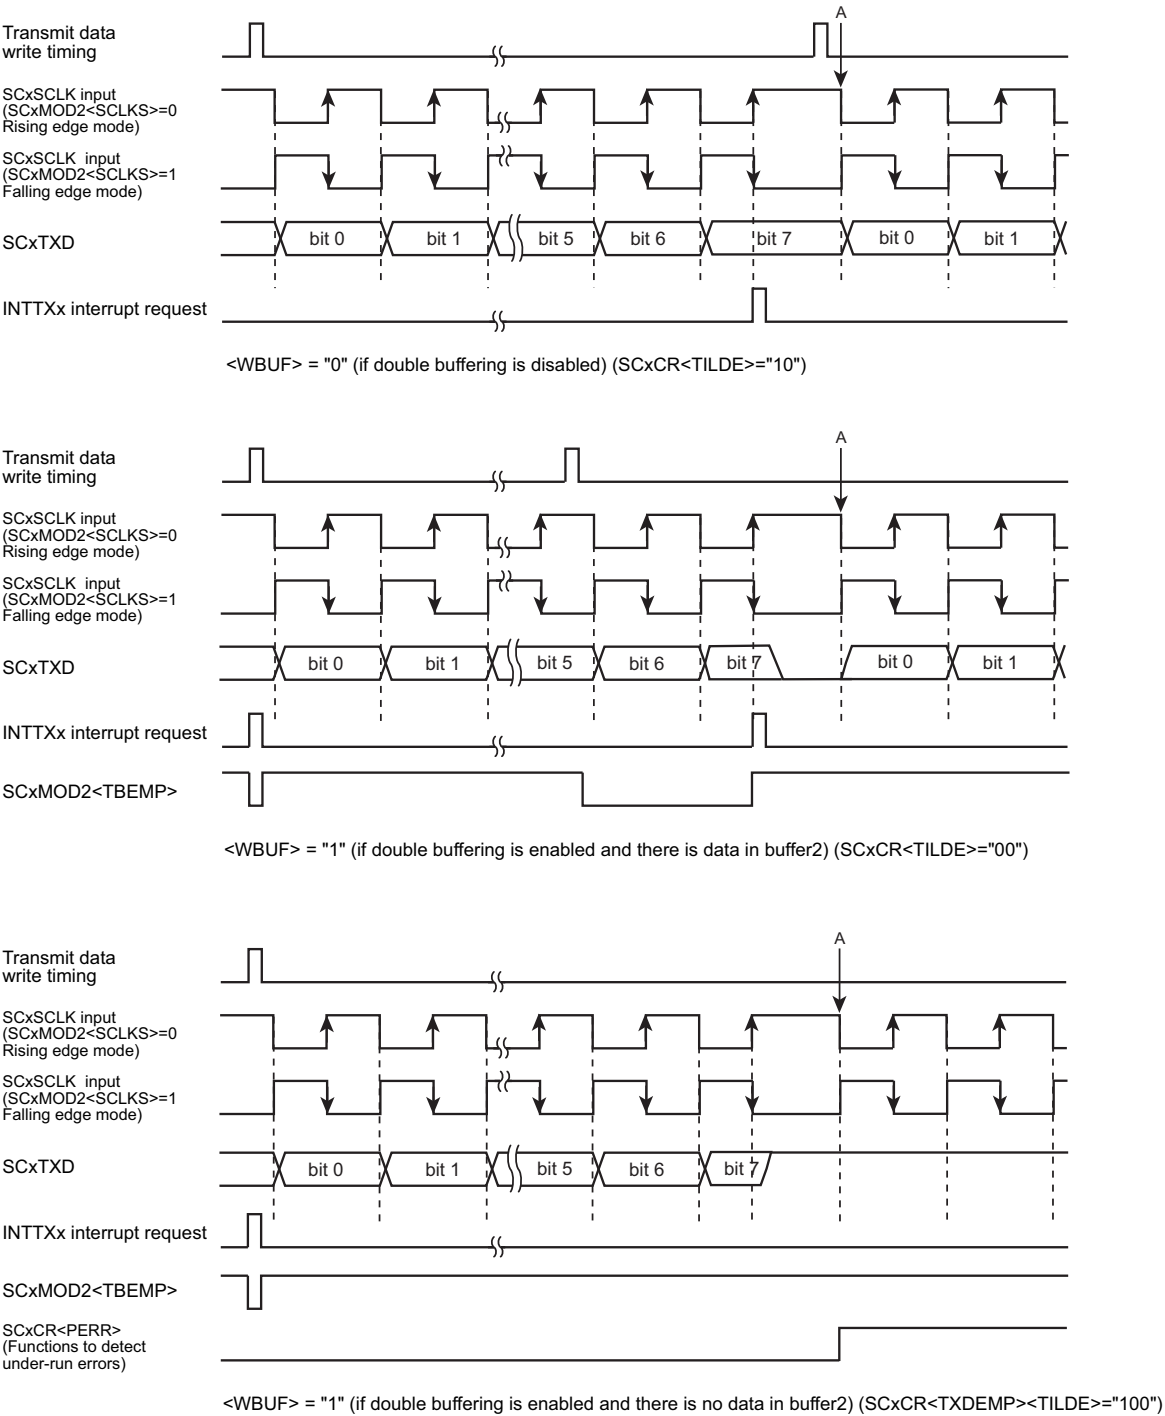 A
Transmit data
write timing
SCxSCLK input
(SCxMOD2<SCLKS>=0
Rising edge mode)
SCxSCLK input
(SCxMOD2<SCLKS>=1
Falling edge mode)
SCxTXD
bit 0 bit 1 bit 5 bit 6 bit 7 bit 0 bit 1
INTTXx interrupt request
<WBUF> = "0" (if double buffering is disabled) (SCxCR<TILDE>="10")
A
Transmit data
write timing
SCxSCLK input
(SCxMOD2<SCLKS>=0
Rising edge mode)
SCxSCLK input
(SCxMOD2<SCLKS>=1
Falling edge mode)
SCxTXD
bit 0 bit 1 bit 5 bit 6 bit 7 bit 0 bit 1
INTTXx interrupt request
SCxMOD2<TBEMP>
<WBUF> = "1" (if double buffering is enabled and there is data in buffer2) (SCxCR<TILDE>="00")
A
Transmit data
write timing
SCxSCLK input
(SCxMOD2<SCLKS>=0
Rising edge mode)
SCxSCLK input
(SCxMOD2<SCLKS>=1
Falling edge mode)
SCxTXD
bit 0 bit 1 bit 5 bit 6 bit 7
INTTXx interrupt request
SCxMOD2<TBEMP>
SCxCR<PERR>
(Functions to detect
under-run errors)
<WBUF> = "1" (if double buffering is enabled and there is no data in buffer2) (SCxCR<TXDEMP><TILDE>="100")